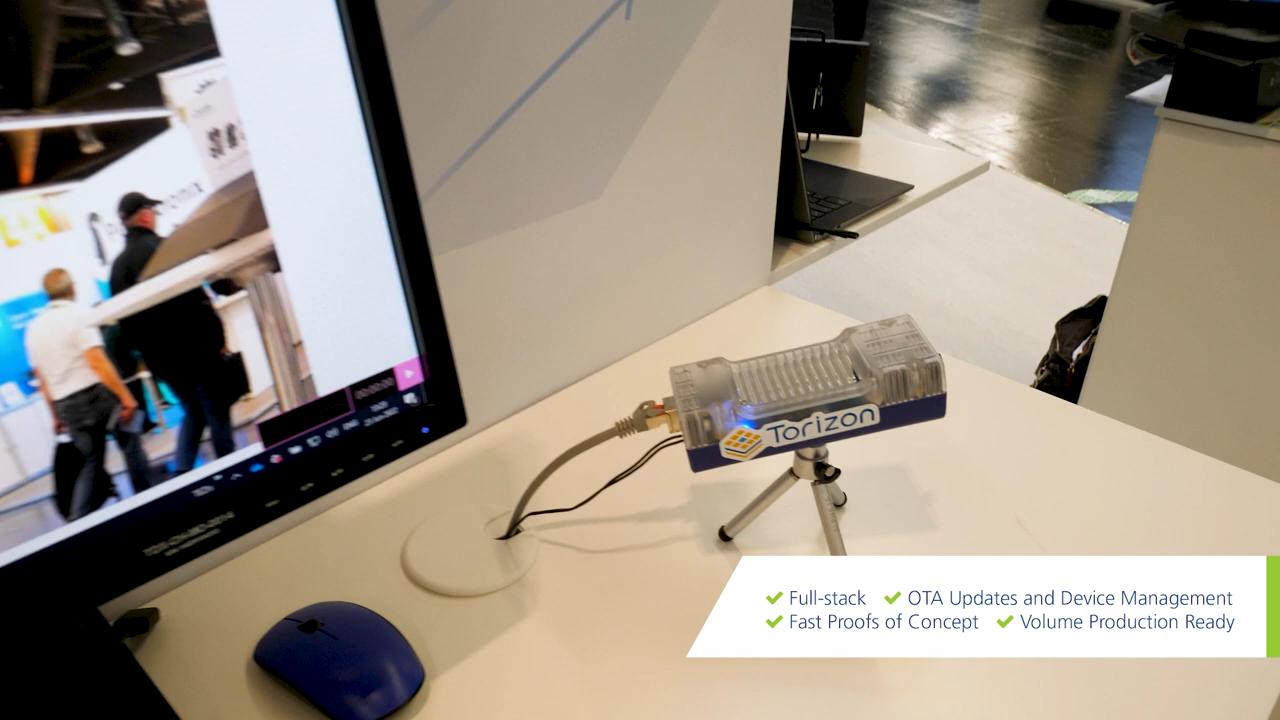 Torizon
Full-stack OTA Updates and Device Management
Fast Proofs of Concept Volume Production Ready